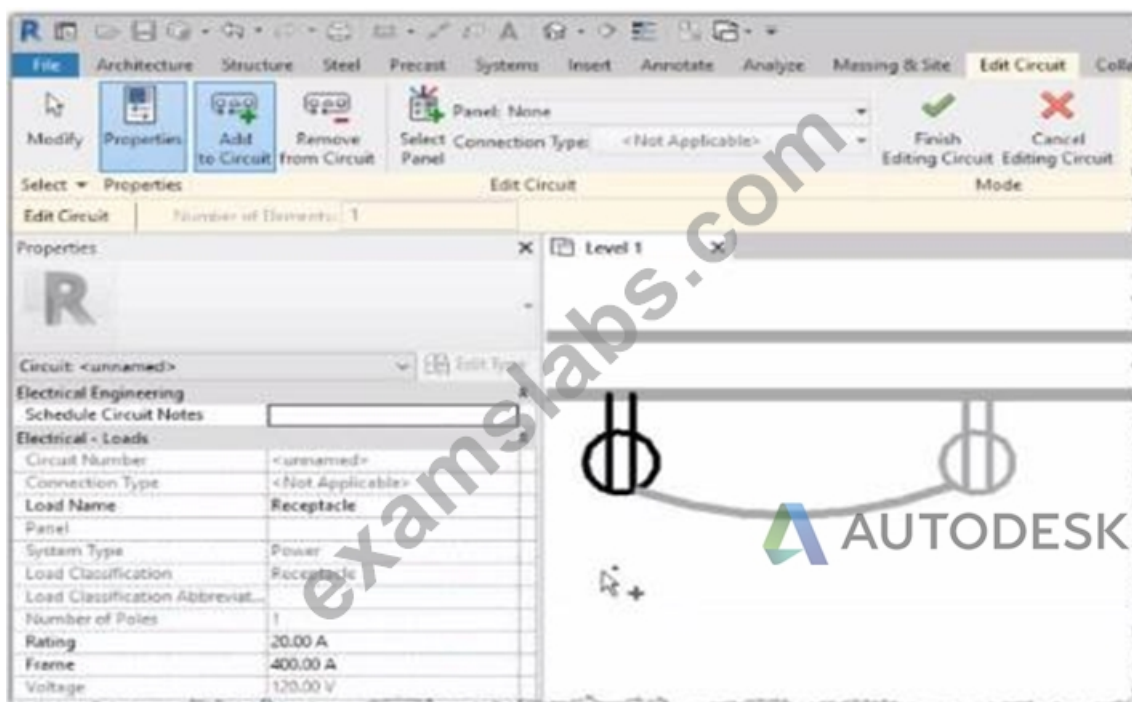 File Architecture Structure Steel Precast Systems Insert Annotate Analyze Massing & Site Edit Circuit Colla
Modify Properties Add to Circuit Remove from Circuit Select Panel Panel: None Connection Type: <Not Applicable> Finish Editing Circuit Cancel Editing Circuit
Select Properties Edit Circuit Mode
Edit Circuit Number of Elements: 1
Properties Level 1
Circuit: <unnamed> Edit Type
Electrical Engineering
Schedule Circuit Notes
Electrical - Loads
Circuit Number <unnamed>
Connection Type <Not Applicable>
Load Name Receptacle
Panel
System Type Power
Load Classification Receptacle
Load Classification Abbreviat...
Number of Poles 1
Rating 20.00 A
Frame 400.00 A
Voltage 120.00 V
AUTODESK
examslabs.com